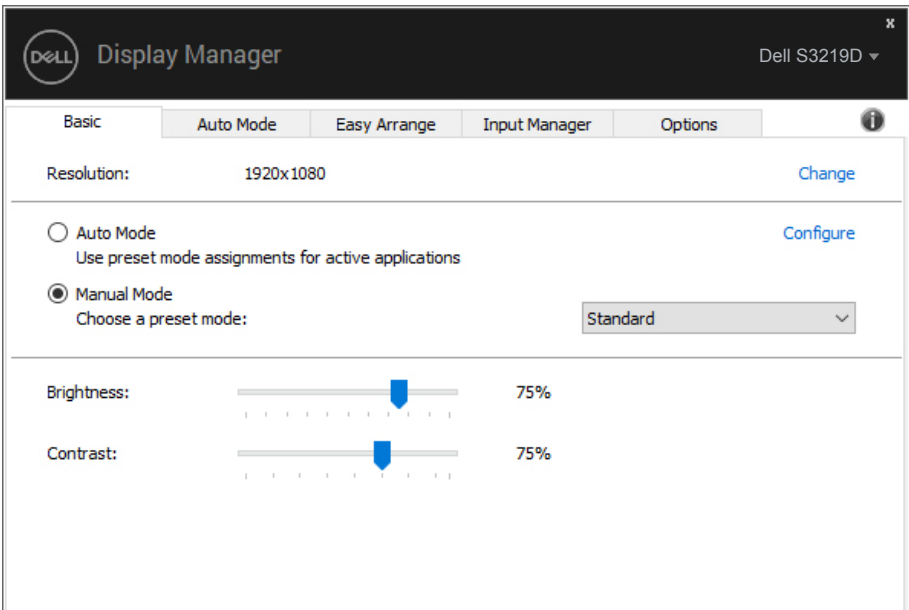 x
DELL Display Manager Dell S3219D
Basic Auto Mode Easy Arrange Input Manager Options i
Resolution: 1920x1080 Change
Auto Mode Configure
Use preset mode assignments for active applications
Manual Mode
Choose a preset mode: Standard
Brightness: 75%
Contrast: 75%